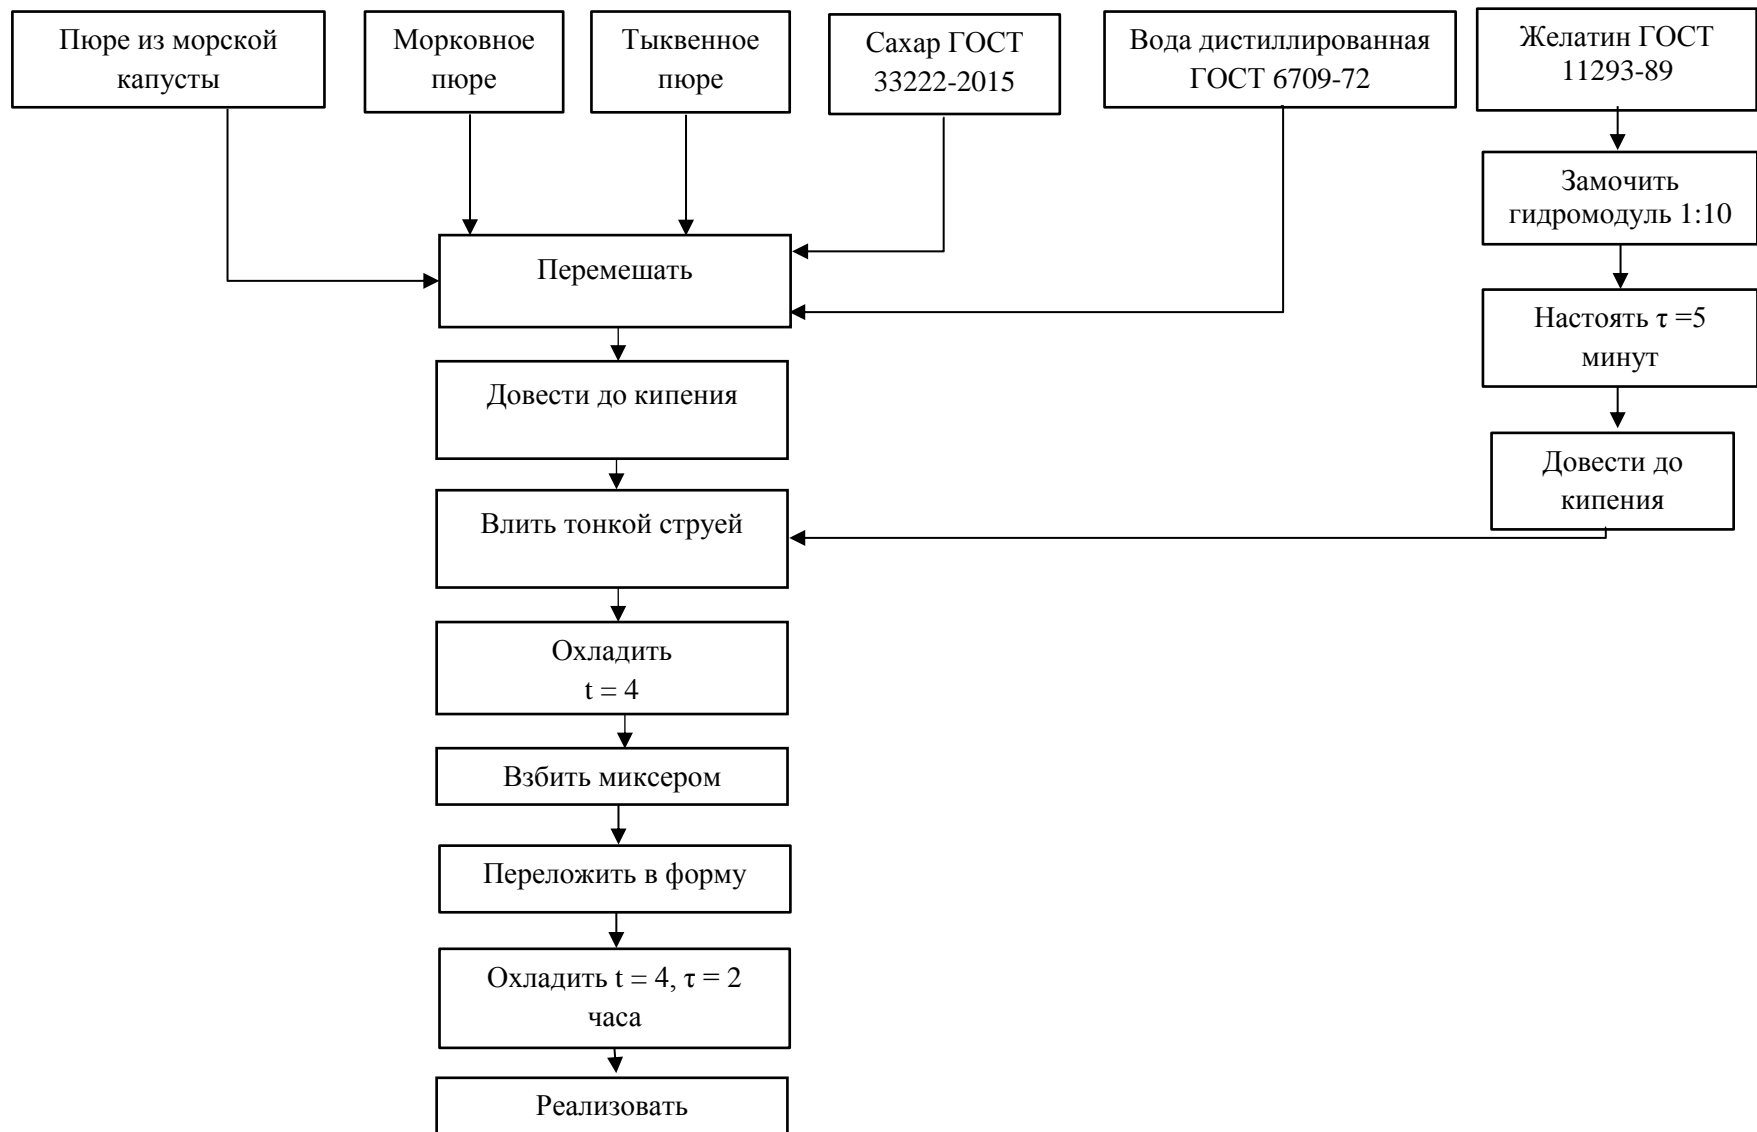 Пюре из морской
капусты
Морковное
пюре
Тыквенное
пюре
Сахар ГОСТ
33222-2015
Вода дистиллированная
ГОСТ 6709-72
Желатин ГОСТ
11293-89
Замочить
гидромодуль 1:10
Настоять τ =5
минут
Довести до
кипения
Перемешать
Довести до кипения
Влить тонкой струей
Охладить
t = 4
Взбить миксером
Переложить в форму
Охладить t = 4, τ = 2
часа
Реализовать